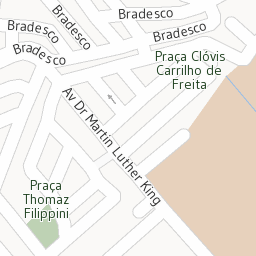 Bradesco
Bradesco
Bradesco
Bradesco
Bradesco
Praça Clóvis
Carrilho de
Freita
Av Dr Martin Luther King
Praça
Thomaz
Filippini